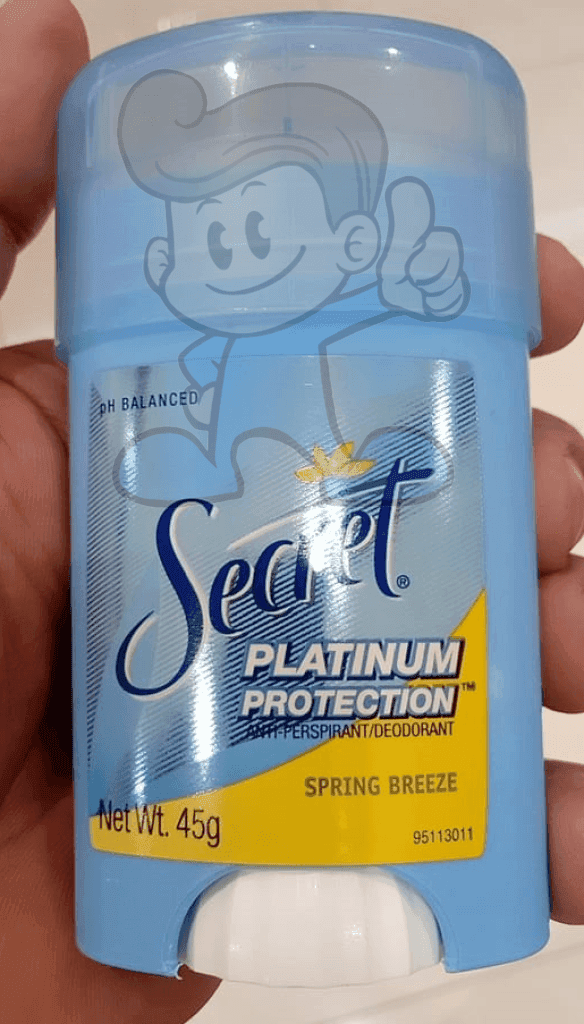 pH BALANCED
Secret®
PLATINUM
PROTECTION™
ANTI-PERSPIRANT/DEODORANT
SPRING BREEZE
Net Wt. 45g
95113011